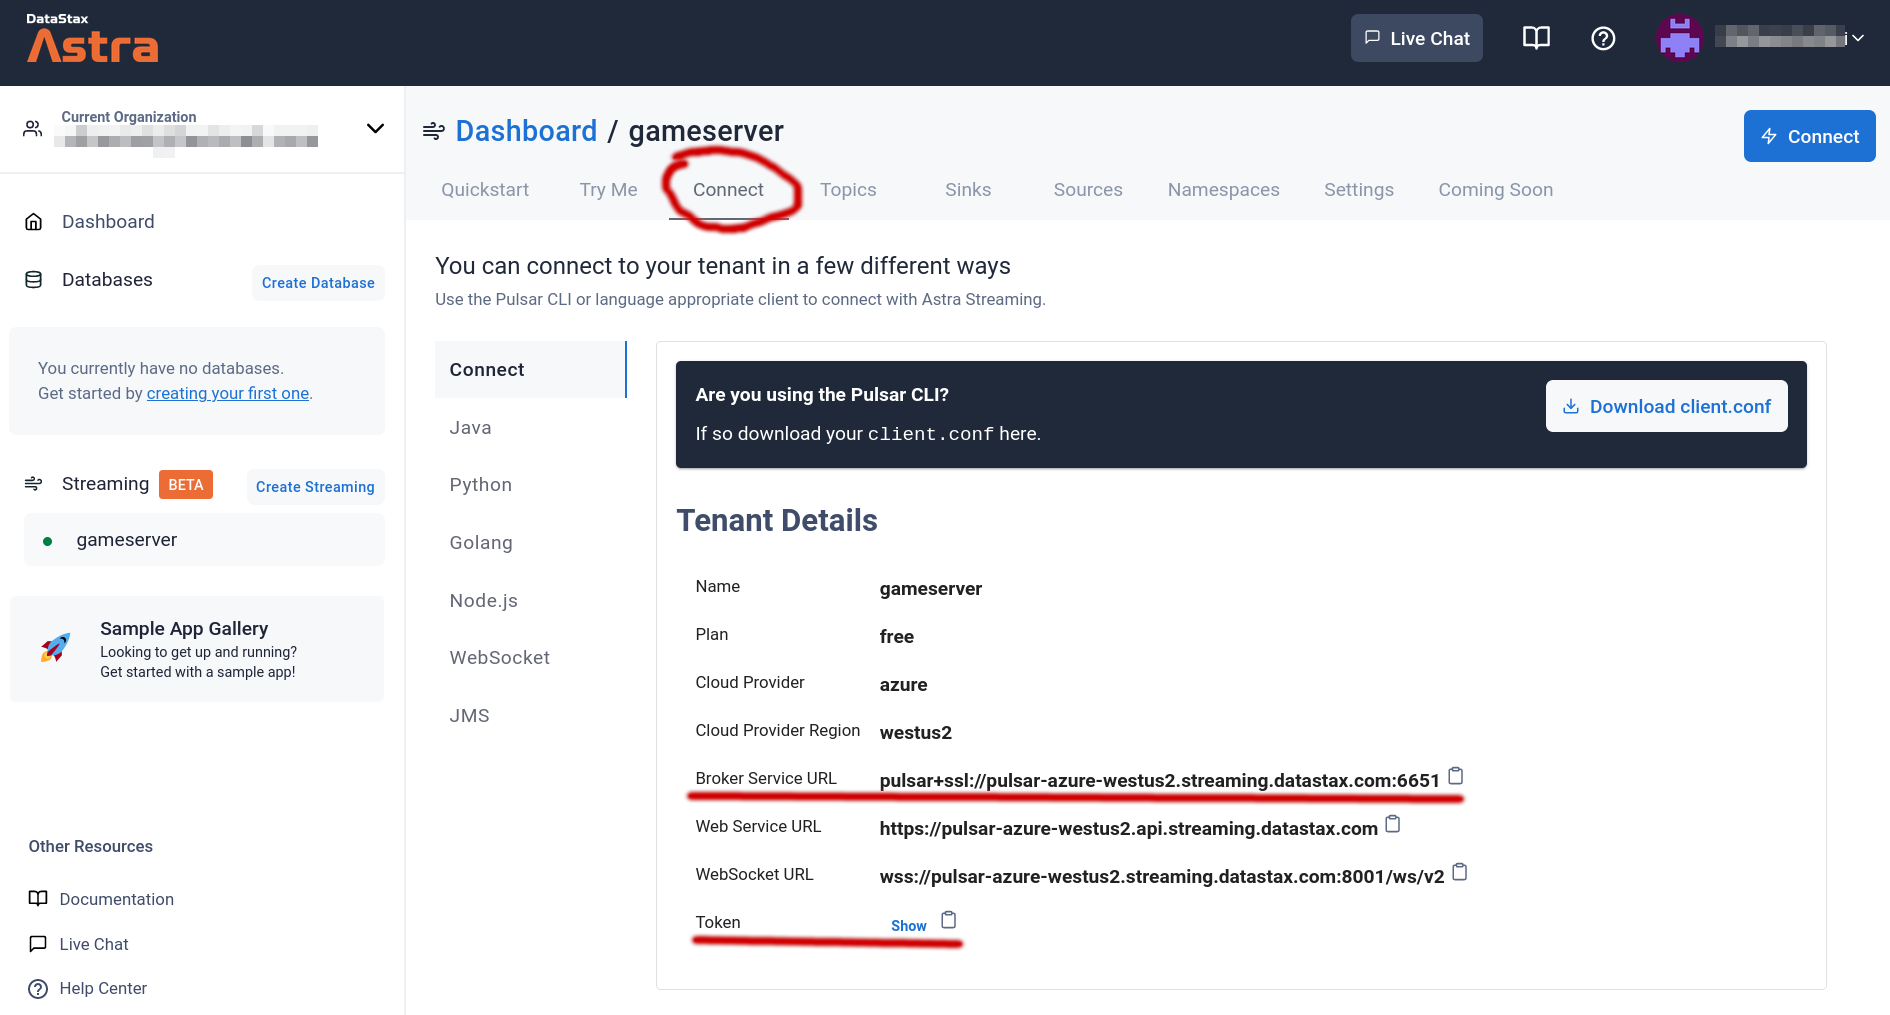 DataStax
Astra
Live Chat
Current Organization
Dashboard / gameserver
Connect
Quickstart
Try Me
Connect
Topics
Sinks
Sources
Namespaces
Settings
Coming Soon
Dashboard
Databases
Create Database
You currently have no databases.
Get started by creating your first one.
Streaming
BETA
Create Streaming
gameserver
Sample App Gallery
Looking to get up and running?
Get started with a sample app!
Other Resources
Documentation
Live Chat
Help Center
You can connect to your tenant in a few different ways
Use the Pulsar CLI or language appropriate client to connect with Astra Streaming.
Connect
Java
Python
Golang
Node.js
WebSocket
JMS
Are you using the Pulsar CLI?
If so download your client.conf here.
Download client.conf
Tenant Details
Name gameserver
Plan free
Cloud Provider azure
Cloud Provider Region westus2
Broker Service URL pulsar+ssl://pulsar-azure-westus2.streaming.datastax.com:6651
Web Service URL https://pulsar-azure-westus2.api.streaming.datastax.com
WebSocket URL wss://pulsar-azure-westus2.streaming.datastax.com:8001/ws/v2
Token Show